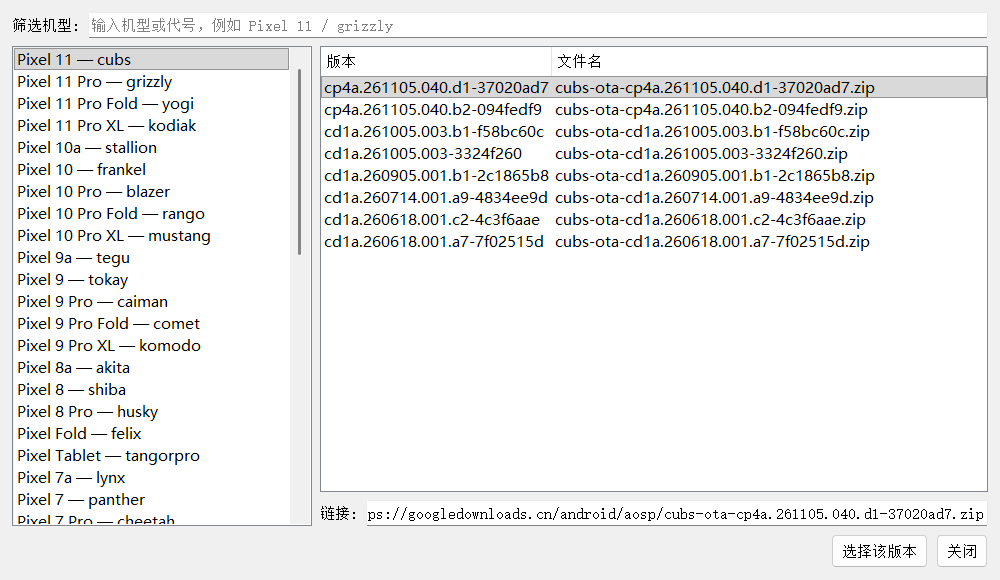 筛选机型: 输入机型或代号，例如 Pixel 11 / grizzly
Pixel 11 — cubs
Pixel 11 Pro — grizzly
Pixel 11 Pro Fold — yogi
Pixel 11 Pro XL — kodiak
Pixel 10a — stallion
Pixel 10 — frankel
Pixel 10 Pro — blazer
Pixel 10 Pro Fold — rango
Pixel 10 Pro XL — mustang
Pixel 9a — tegu
Pixel 9 — tokay
Pixel 9 Pro — caiman
Pixel 9 Pro Fold — comet
Pixel 9 Pro XL — komodo
Pixel 8a — akita
Pixel 8 — shiba
Pixel 8 Pro — husky
Pixel Fold — felix
Pixel Tablet — tangorpro
Pixel 7a — lynx
Pixel 7 — panther
Pixel 7 Pro — cheetah
版本 文件名
cp4a.261105.040.d1-37020ad7 cubs-ota-cp4a.261105.040.d1-37020ad7.zip
cp4a.261105.040.b2-094fedf9 cubs-ota-cp4a.261105.040.b2-094fedf9.zip
cd1a.261005.003.b1-f58bc60c cubs-ota-cd1a.261005.003.b1-f58bc60c.zip
cd1a.261005.003-3324f260 cubs-ota-cd1a.261005.003-3324f260.zip
cd1a.260905.001.b1-2c1865b8 cubs-ota-cd1a.260905.001.b1-2c1865b8.zip
cd1a.260714.001.a9-4834ee9d cubs-ota-cd1a.260714.001.a9-4834ee9d.zip
cd1a.260618.001.c2-4c3f6aae cubs-ota-cd1a.260618.001.c2-4c3f6aae.zip
cd1a.260618.001.a7-7f02515d cubs-ota-cd1a.260618.001.a7-7f02515d.zip
链接: ps://googledownloads.cn/android/aosp/cubs-ota-cp4a.261105.040.d1-37020ad7.zip
选择该版本 关闭